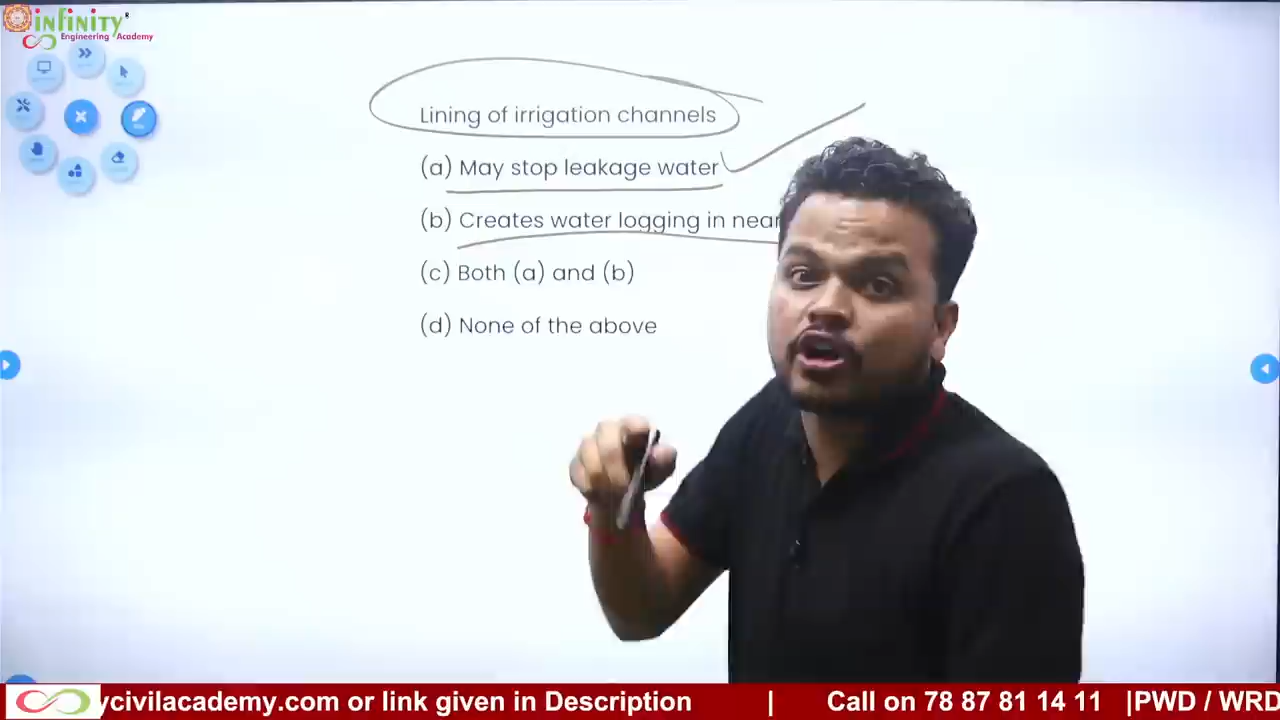 infinity
Engineering Academy
Lining of irrigation channels
(a) May stop leakage water
(b) Creates water logging in near
(c) Both (a) and (b)
(d) None of the above
ycivilacademy.com or link given in Description | Call on 78 87 81 14 11 |PWD / WRD